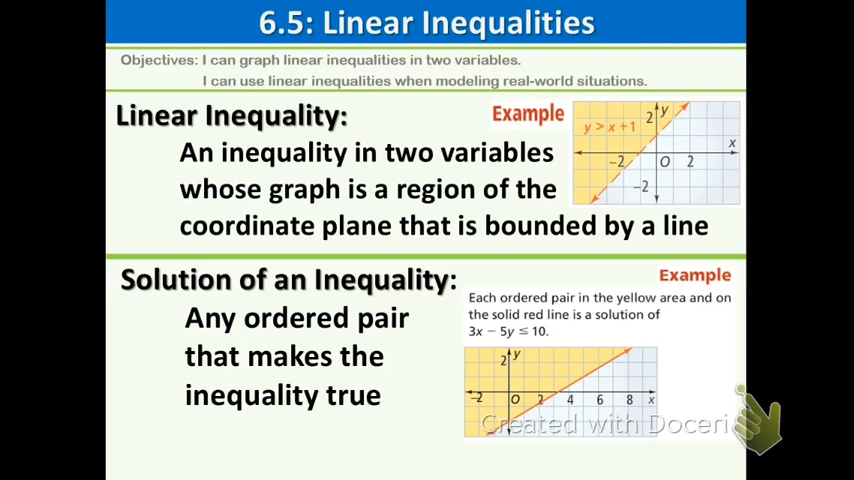 6.5: Linear Inequalities
Objectives: I can graph linear inequalities in two variables.
I can use linear inequalities when modeling real-world situations.
Linear Inequality:
An inequality in two variables
whose graph is a region of the
coordinate plane that is bounded by a line
Example
y > x + 1
2 y
x
−2 O 2
−2
Solution of an Inequality:
Any ordered pair
that makes the
inequality true
Example
Each ordered pair in the yellow area and on
the solid red line is a solution of
3x − 5y ≤ 10.
2 y
−2 O 2 4 6 8 x
Created with Doceri